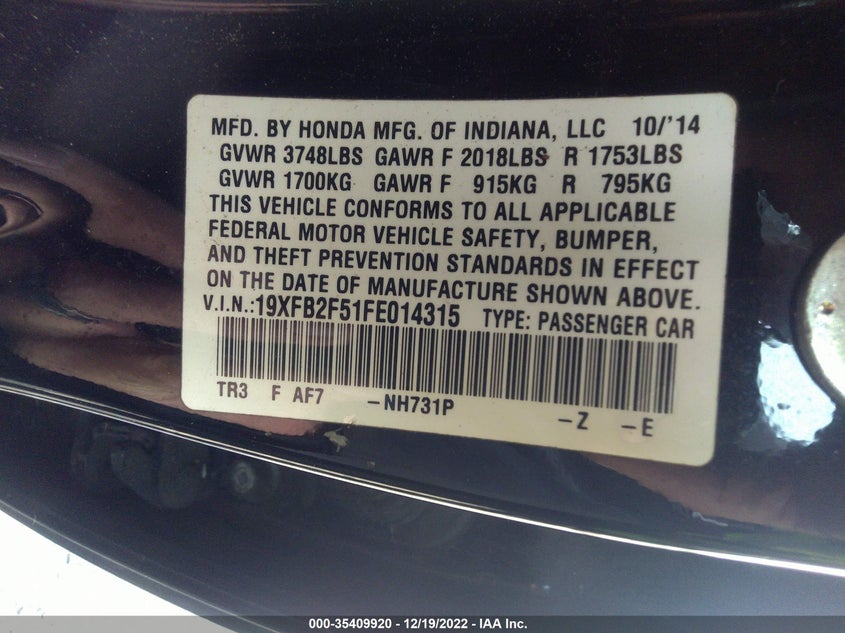 MFD. BY HONDA MFG. OF INDIANA, LLC 10/'14
GVWR 3748LBS GAWR F 2018LBS R 1753LBS
GVWR 1700KG GAWR F 915KG R 795KG
THIS VEHICLE CONFORMS TO ALL APPLICABLE
FEDERAL MOTOR VEHICLE SAFETY, BUMPER,
AND THEFT PREVENTION STANDARDS IN EFFECT
ON THE DATE OF MANUFACTURE SHOWN ABOVE.
V.I.N.:19XFB2F51FE014315 TYPE: PASSENGER CAR
TR3 F AF7 -NH731P -Z -E
000-35409920 - 12/19/2022 - IAA Inc.